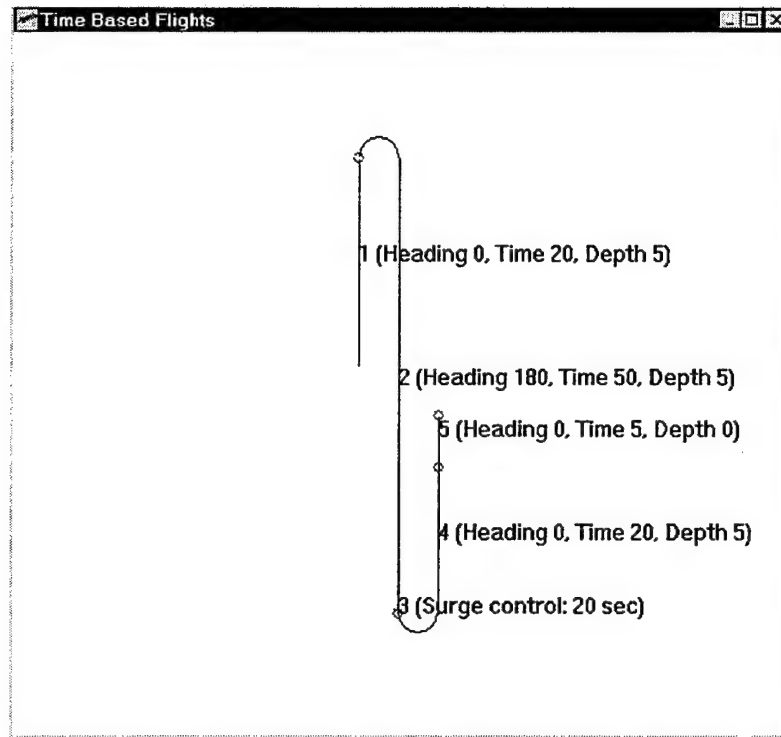 Time Based Flights
1 (Heading 0, Time 20, Depth 5)
2 (Heading 180, Time 50, Depth 5)
5 (Heading 0, Time 5, Depth 0)
4 (Heading 0, Time 20, Depth 5)
3 (Surge control: 20 sec)